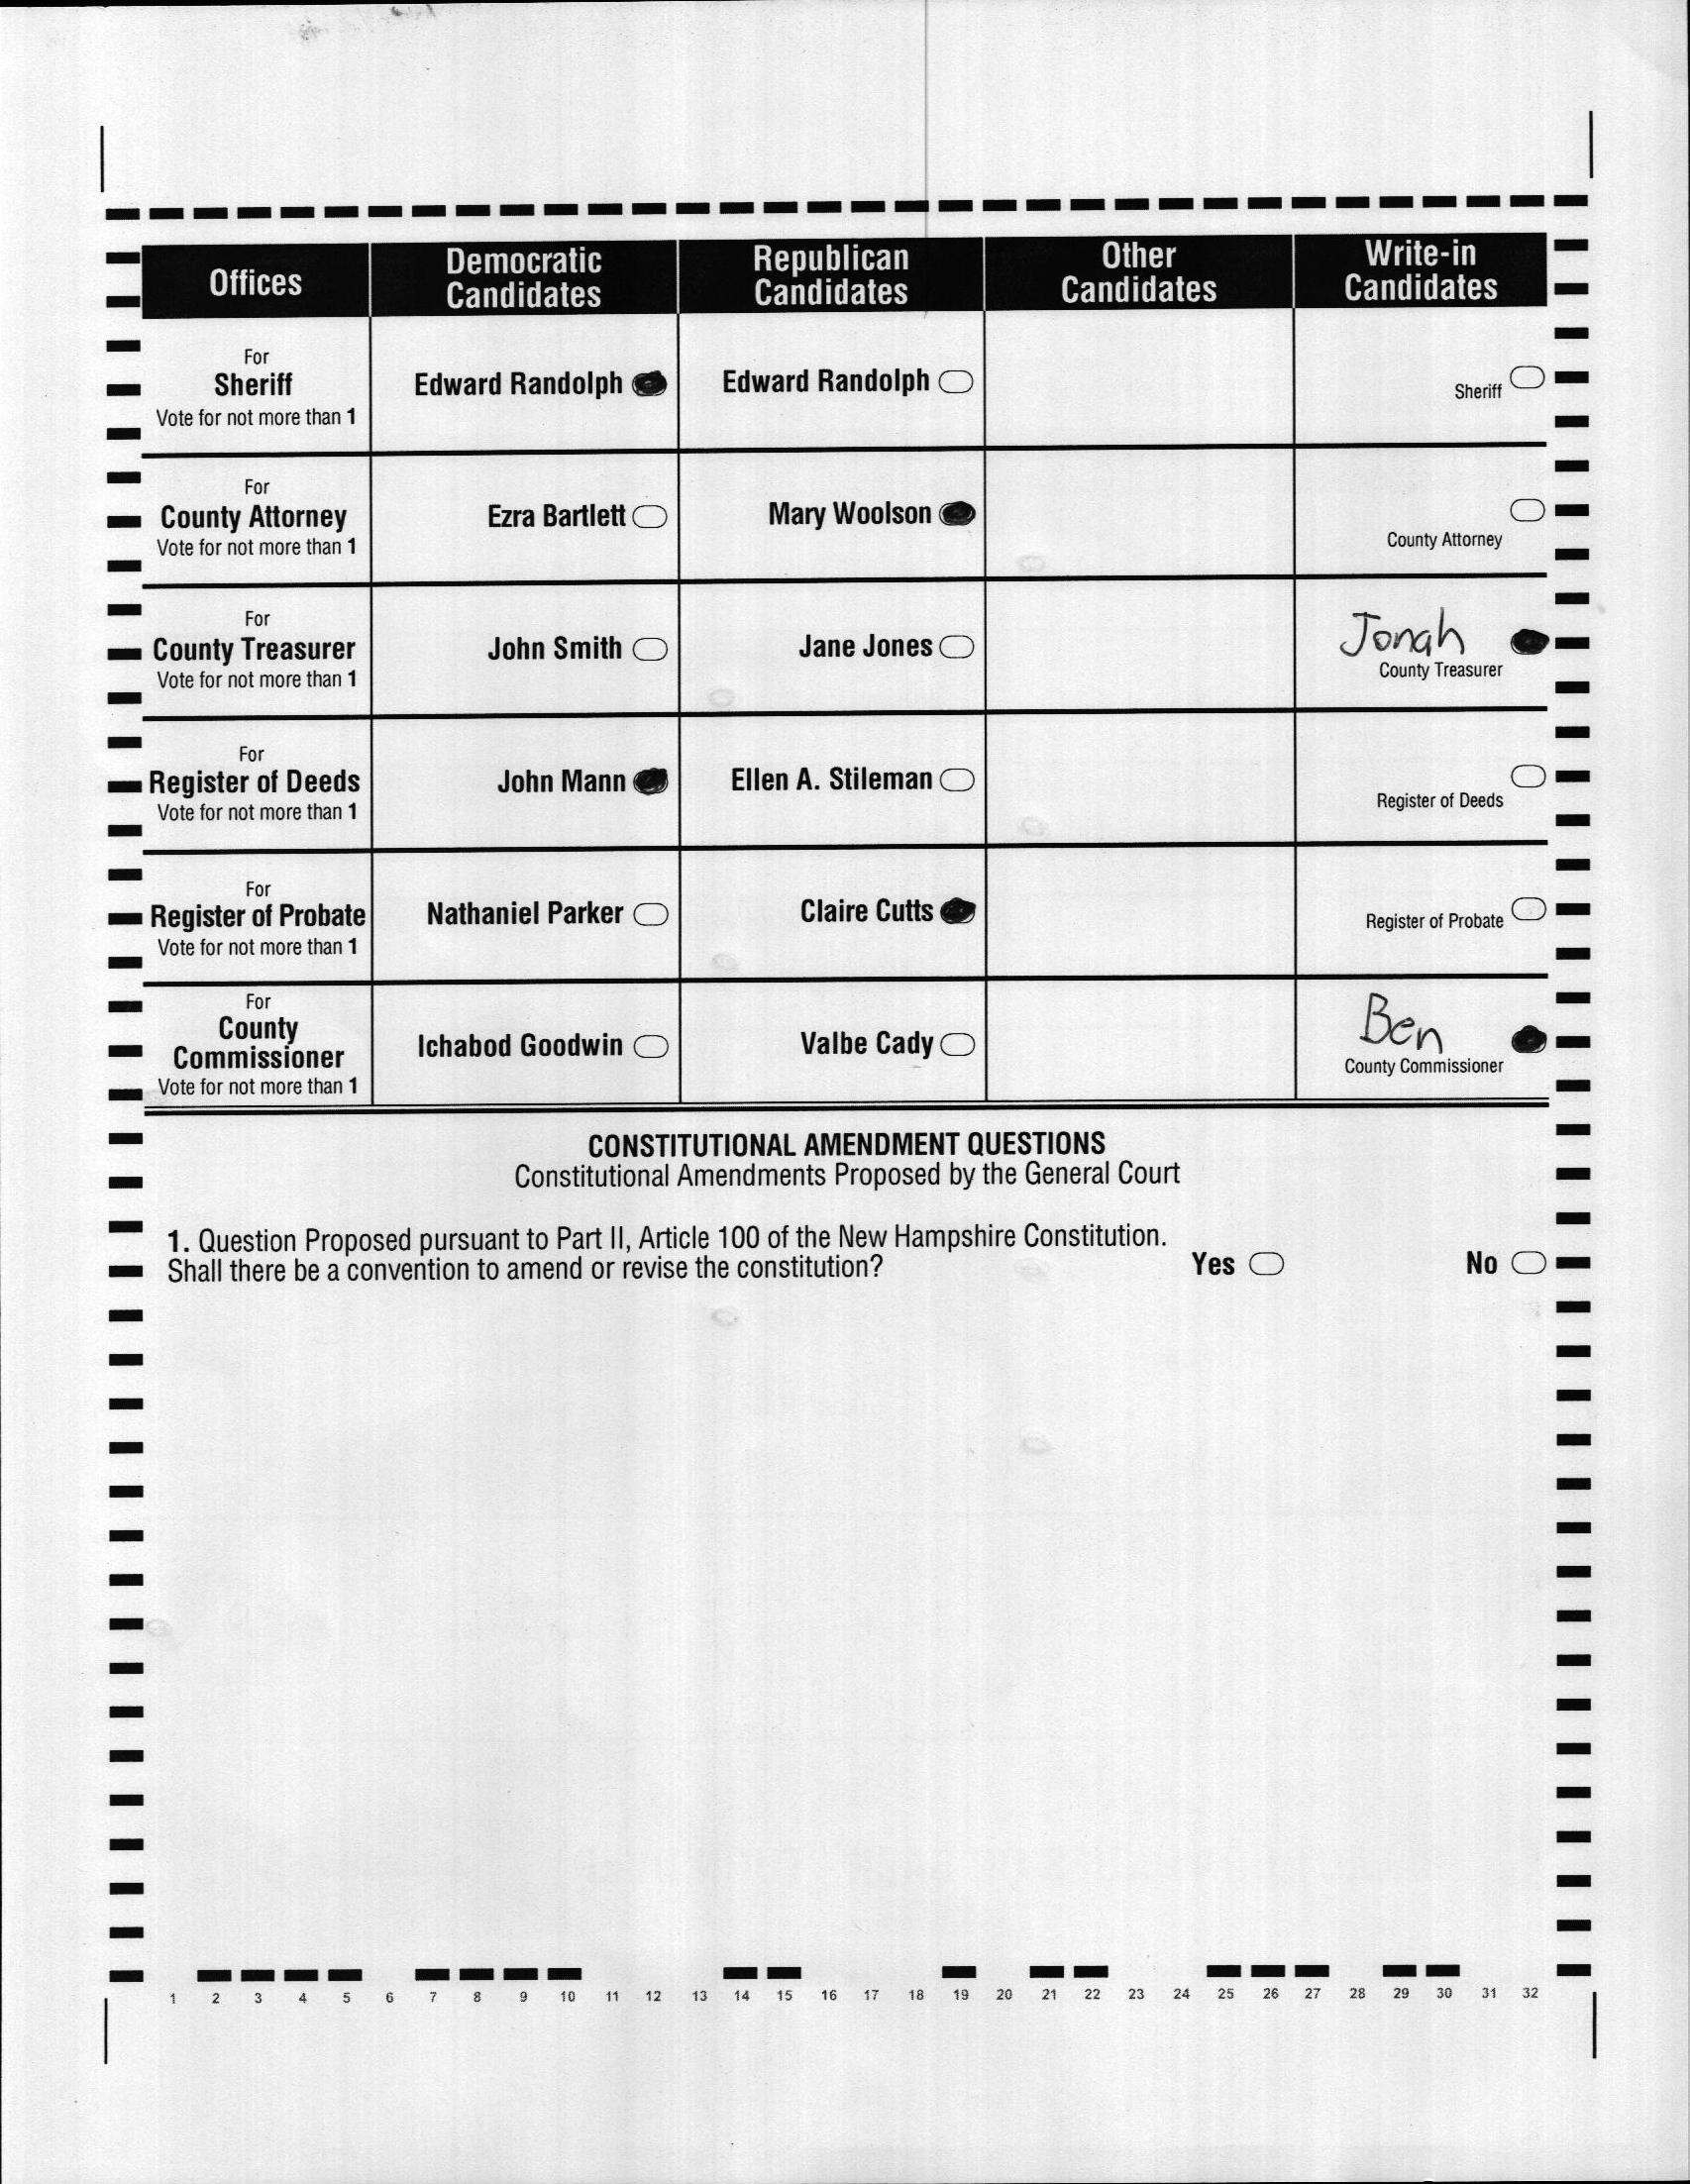 Offices
Democratic Candidates
Republican Candidates
Other Candidates
Write-in Candidates
For
Sheriff
Vote for not more than 1
Edward Randolph
Edward Randolph
Sheriff
For
County Attorney
Vote for not more than 1
Ezra Bartlett
Mary Woolson
County Attorney
For
County Treasurer
Vote for not more than 1
John Smith
Jane Jones
Jonah
County Treasurer
For
Register of Deeds
Vote for not more than 1
John Mann
Ellen A. Stileman
Register of Deeds
For
Register of Probate
Vote for not more than 1
Nathaniel Parker
Claire Cutts
Register of Probate
For
County
Commissioner
Vote for not more than 1
Ichabod Goodwin
Valbe Cady
Ben
County Commissioner
CONSTITUTIONAL AMENDMENT QUESTIONS
Constitutional Amendments Proposed by the General Court
1. Question Proposed pursuant to Part II, Article 100 of the New Hampshire Constitution.
Shall there be a convention to amend or revise the constitution? Yes No
1 2 3 4 5 6 7 8 9 10 11 12 13 14 15 16 17 18 19 20 21 22 23 24 25 26 27 28 29 30 31 32